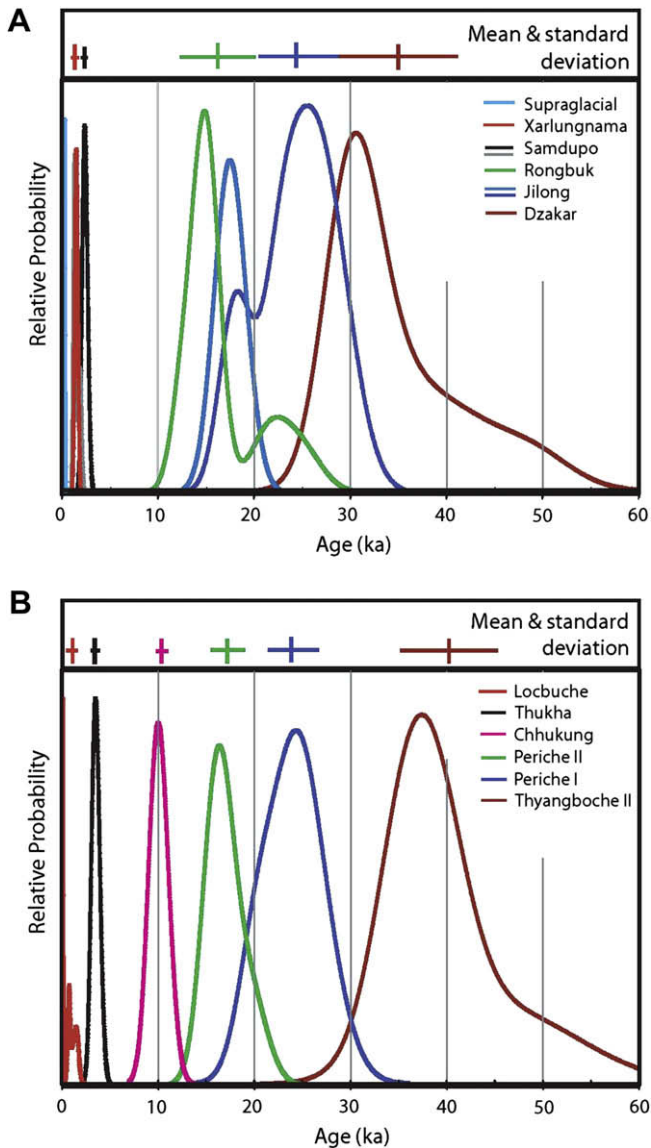 A
Mean & standard
deviation
Supraglacial
Xarlungnama
Samdupo
Rongbuk
Jilong
Dzakar
Relative Probability
0 10 20 30 40 50 60
Age (ka)
B
Mean & standard
deviation
Locbuche
Thukha
Chhukung
Periche II
Periche I
Thyangboche II
Relative Probability
0 10 20 30 40 50 60
Age (ka)